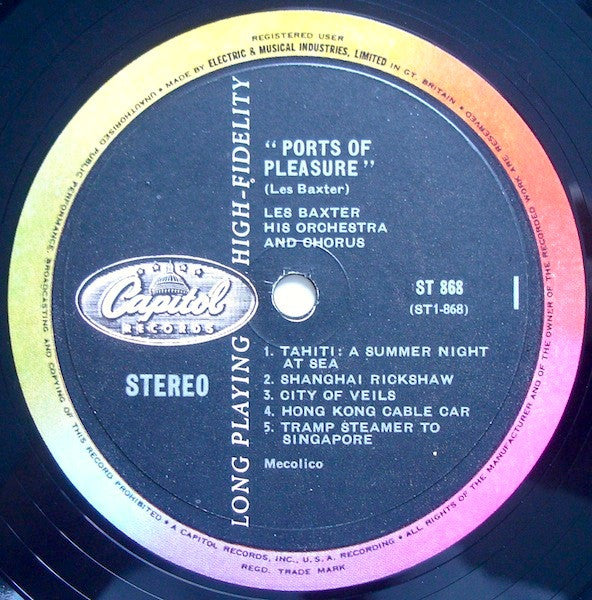 REGISTERED USER
• MADE BY ELECTRIC & MUSICAL INDUSTRIES, LIMITED IN GT. BRITAIN •
ALL RIGHTS OF THE MANUFACTURER AND OF THE OWNER OF THE RECORDED WORK ARE RESERVED
UNAUTHORISED PUBLIC PERFORMANCE, BROADCASTING AND COPYING OF THIS RECORD PROHIBITED
• A CAPITOL RECORDS, INC., U.S.A. RECORDING •
REGD. TRADE MARK
LONG PLAYING HIGH-FIDELITY
"PORTS OF
PLEASURE"
(Les Baxter)
LES BAXTER
HIS ORCHESTRA
AND CHORUS
Capitol
RECORDS
STEREO
ST 868
(ST1-868)
1
1. TAHITI: A SUMMER NIGHT
AT SEA
2. SHANGHAI RICKSHAW
3. CITY OF VEILS
4. HONG KONG CABLE CAR
5. TRAMP STEAMER TO
SINGAPORE
Mecolico